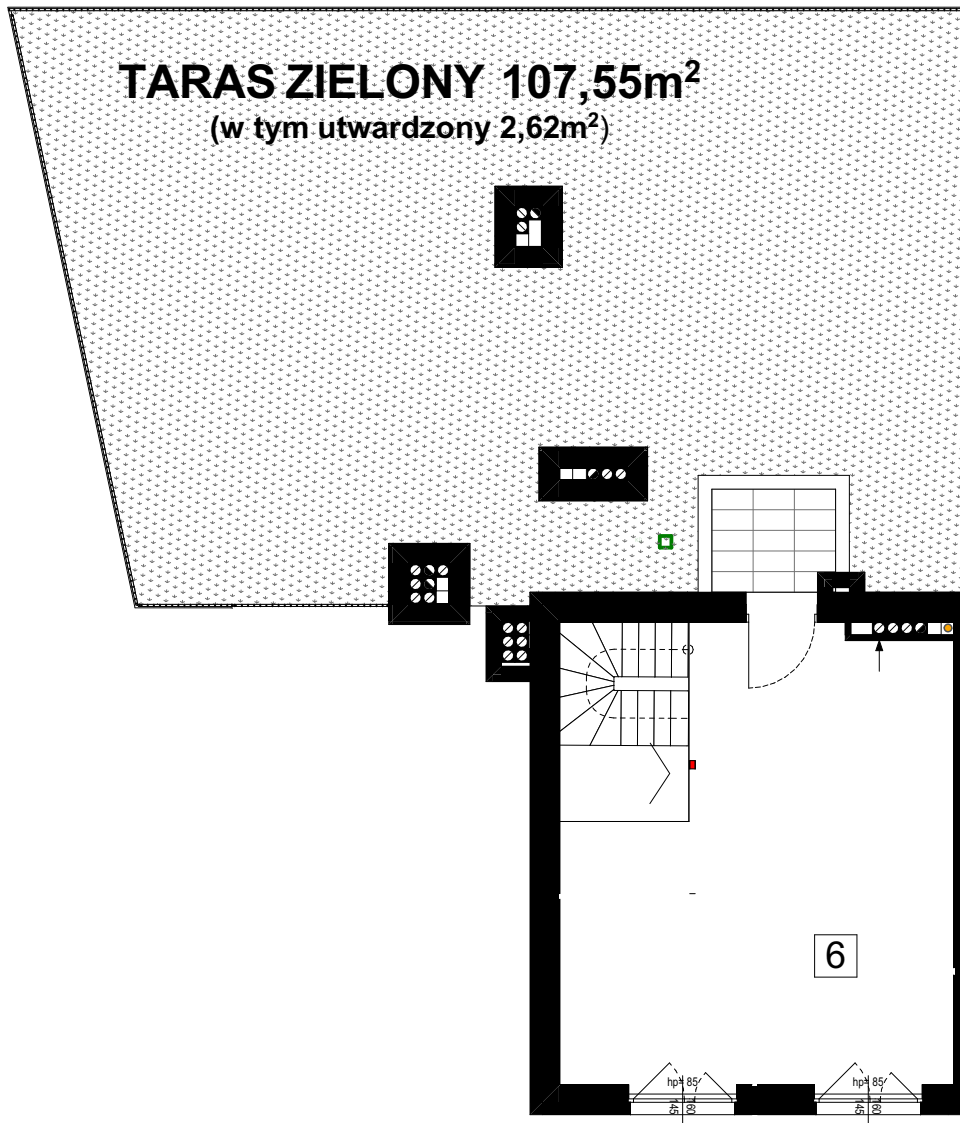 TARAS ZIELONY 107,55m²
(w tym utwardzony 2,62m²)
6
hp= 85
145
160
hp= 85
145
160